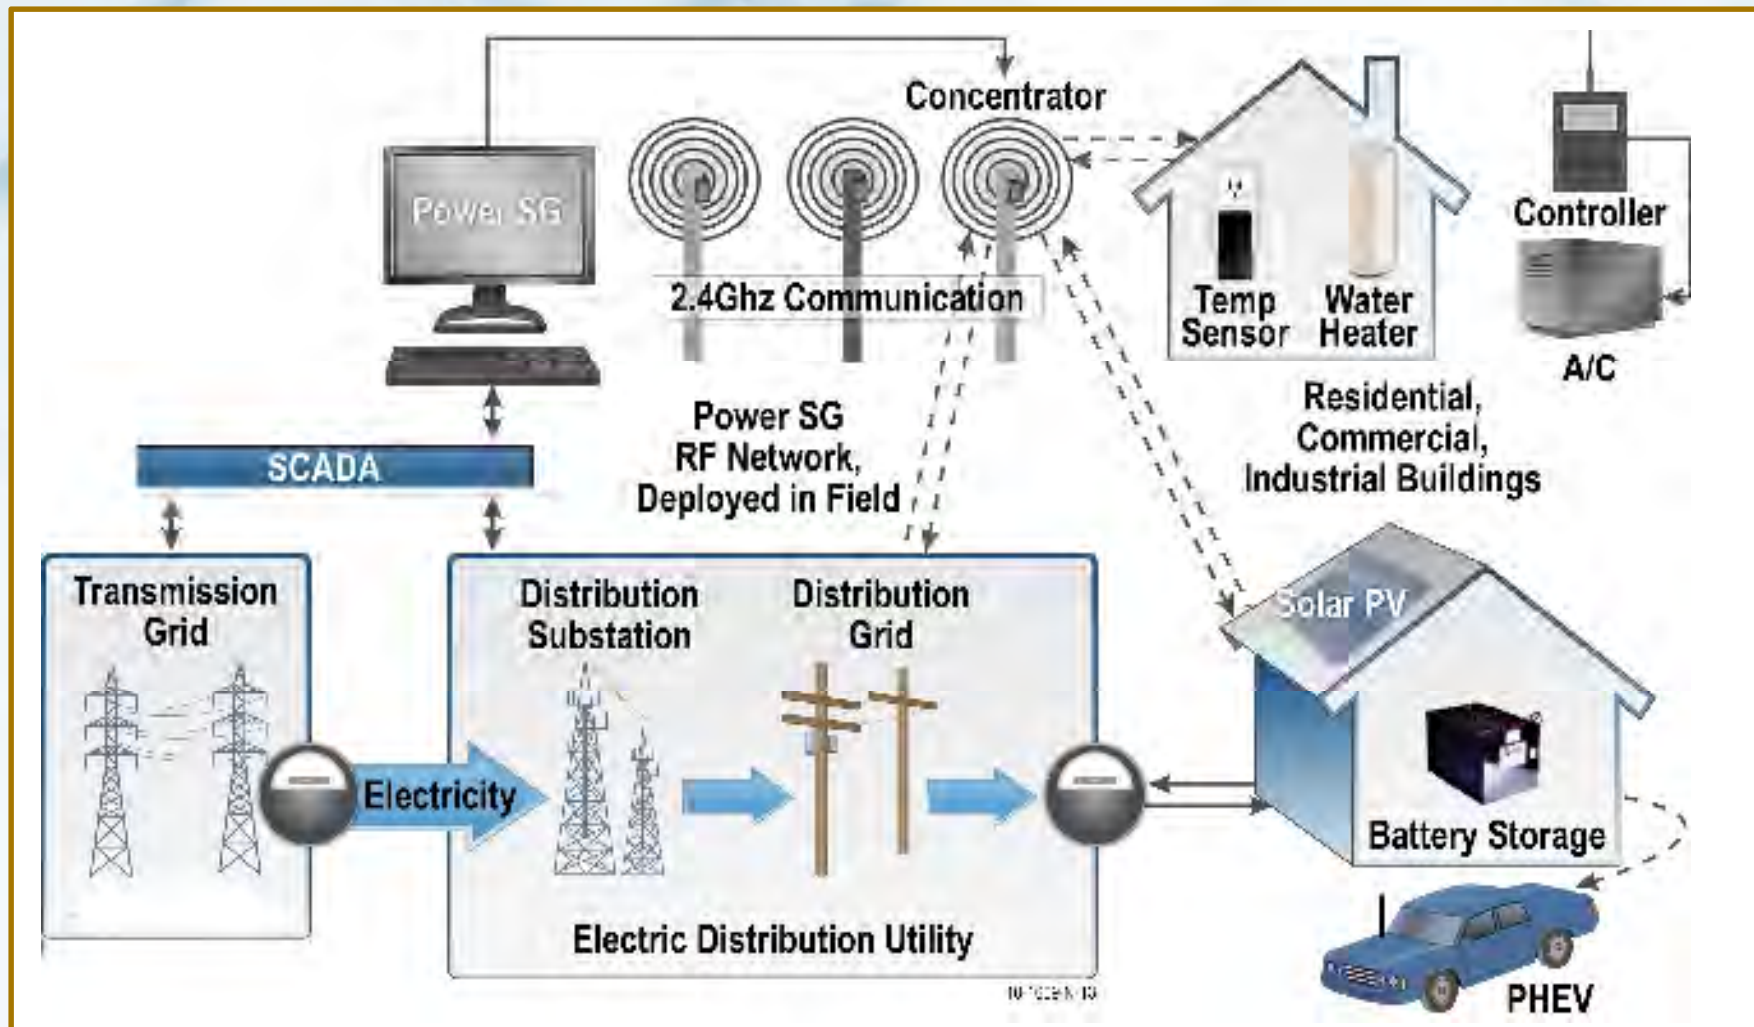 Concentrator
Power SG
2.4Ghz Communication
Temp
Sensor
Water
Heater
Controller
A/C
Power SG
RF Network,
Deployed in Field
Residential,
Commercial,
Industrial Buildings
SCADA
Transmission
Grid
Distribution
Substation
Distribution
Grid
Solar PV
Electricity
Battery Storage
Electric Distribution Utility
PHEV